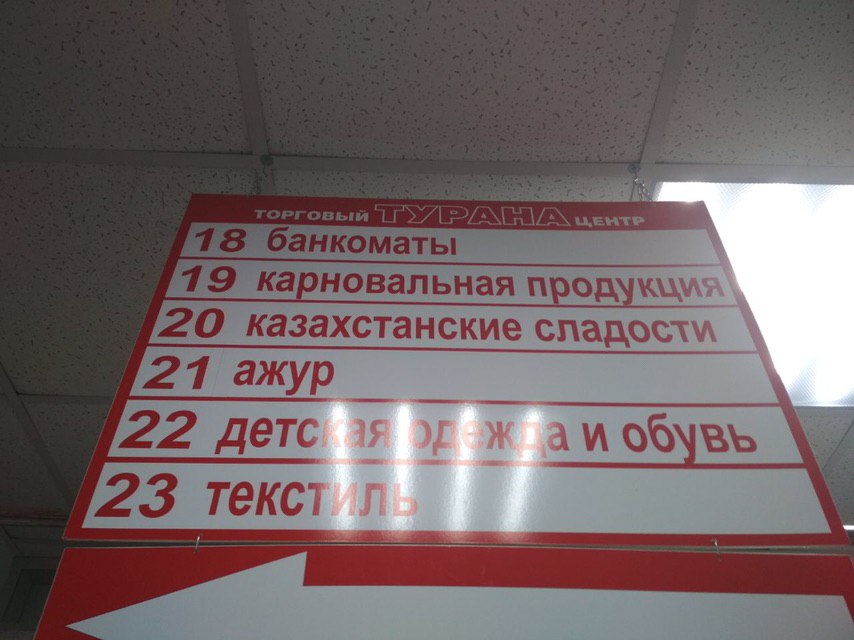 ТОРГОВЫЙ ТУРАНА ЦЕНТР
18 банкоматы
19 карновальная продукция
20 казахстанские сладости
21 ажур
22 детская одежда и обувь
23 текстиль